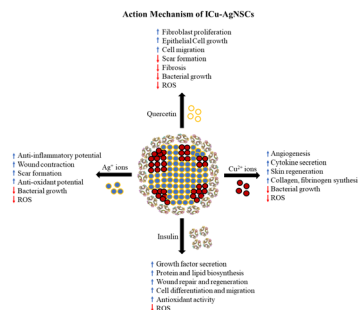 Action Mechanism of ICu-AgNSCs
↑ Fibroblast proliferation
↑ Epithelial Cell growth
↑ Cell migration
↓ Scar formation
↓ Fibrosis
↓ Bacterial growth
↓ ROS
Quercetin
Ag⁺ ions
↑ Anti-inflammatory potential
↑ Wound contraction
↑ Scar formation
↑ Anti-oxidant potential
↓ Bacterial growth
↓ ROS
Cu²⁺ ions
↑ Angiogenesis
↑ Cytokine secretion
↑ Skin regeneration
↑ Collagen, fibrinogen synthesis
↓ Bacterial growth
↓ ROS
Insulin
↑ Growth factor secretion
↑ Protein and lipid biosynthesis
↑ Wound repair and regeneration
↑ Cell differentiation and migration
↑ Antioxidant activity
↓ ROS